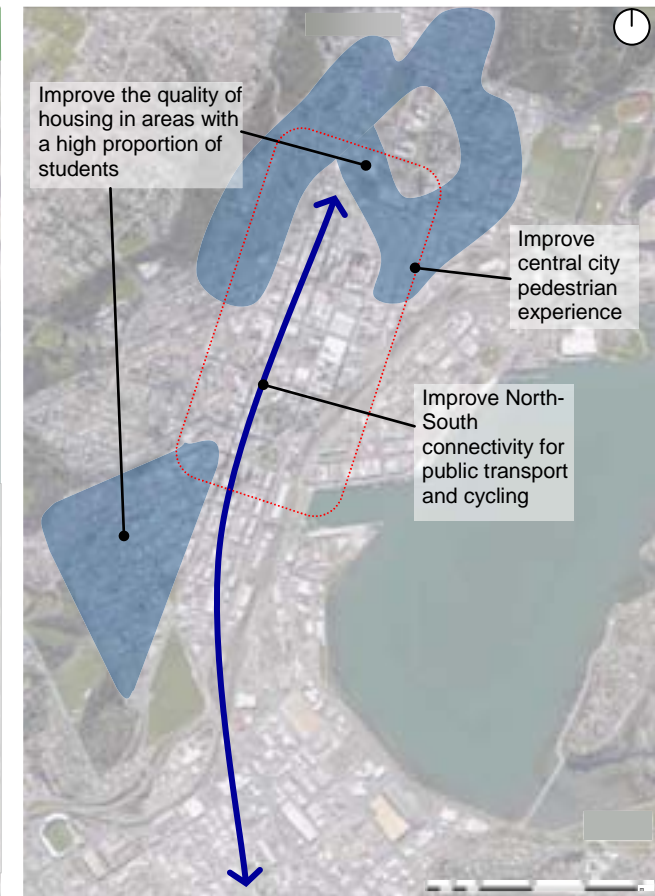 Improve the quality of
housing in areas with
a high proportion of
students
Improve
central city
pedestrian
experience
Improve North-
South
connectivity for
public transport
and cycling